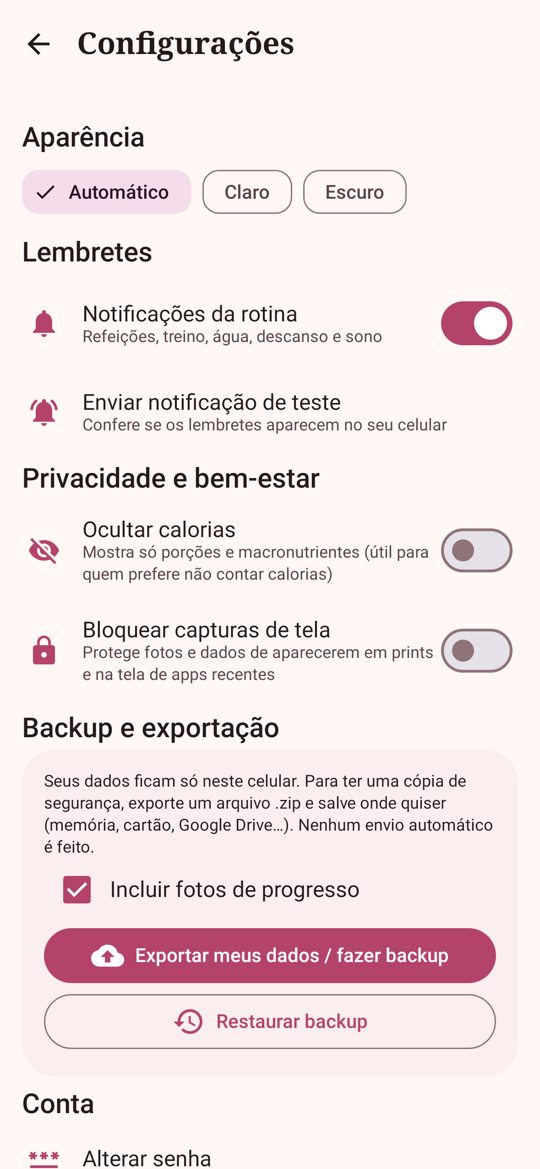 Configurações
Aparência
Automático
Claro
Escuro
Lembretes
Notificações da rotina
Refeições, treino, água, descanso e sono
Enviar notificação de teste
Confere se os lembretes aparecem no seu celular
Privacidade e bem-estar
Ocultar calorias
Mostra só porções e macronutrientes (útil para
quem prefere não contar calorias)
Bloquear capturas de tela
Protege fotos e dados de aparecerem em prints
e na tela de apps recentes
Backup e exportação
Seus dados ficam só neste celular. Para ter uma cópia de
segurança, exporte um arquivo .zip e salve onde quiser
(memória, cartão, Google Drive…). Nenhum envio automático
é feito.
Incluir fotos de progresso
Exportar meus dados / fazer backup
Restaurar backup
Conta
Alterar senha